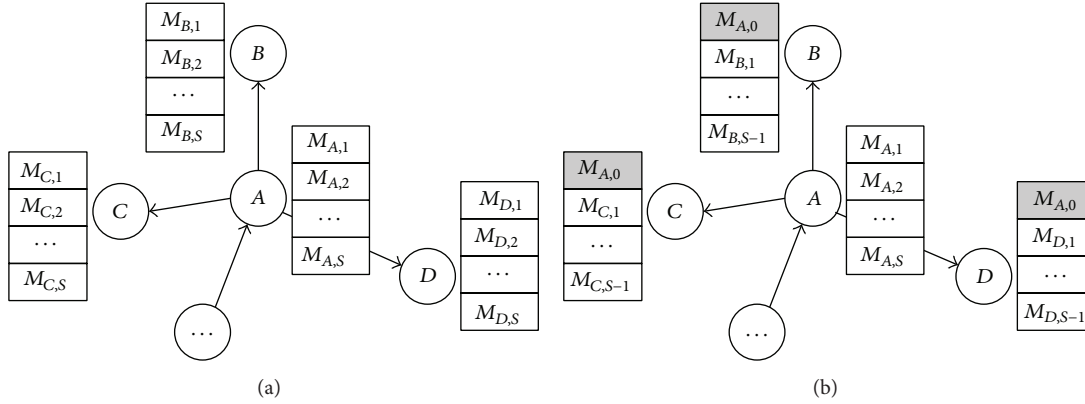 M_{B,1}
M_{B,2}
...
M_{B,S}
B
M_{A,1}
M_{A,2}
...
M_{A,S}
A
M_{C,1}
M_{C,2}
...
M_{C,S}
C
M_{D,1}
M_{D,2}
...
M_{D,S}
D
...
(a)
M_{A,0}
M_{B,1}
...
M_{B,S−1}
B
M_{A,1}
M_{A,2}
...
M_{A,S}
A
M_{A,0}
M_{C,1}
...
M_{C,S−1}
C
M_{A,0}
M_{D,1}
...
M_{D,S−1}
D
...
(b)